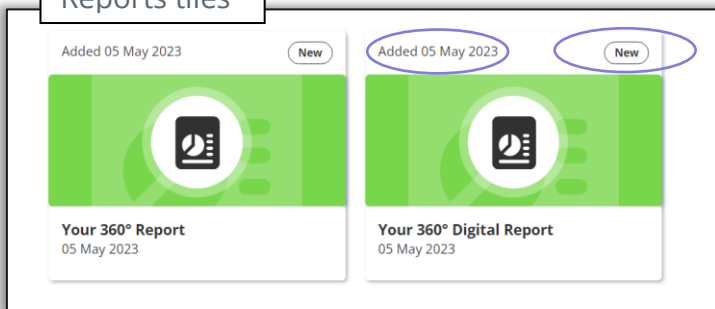 Reports tiles
Added 05 May 2023
New
Your 360° Report
05 May 2023
Added 05 May 2023
New
Your 360° Digital Report
05 May 2023